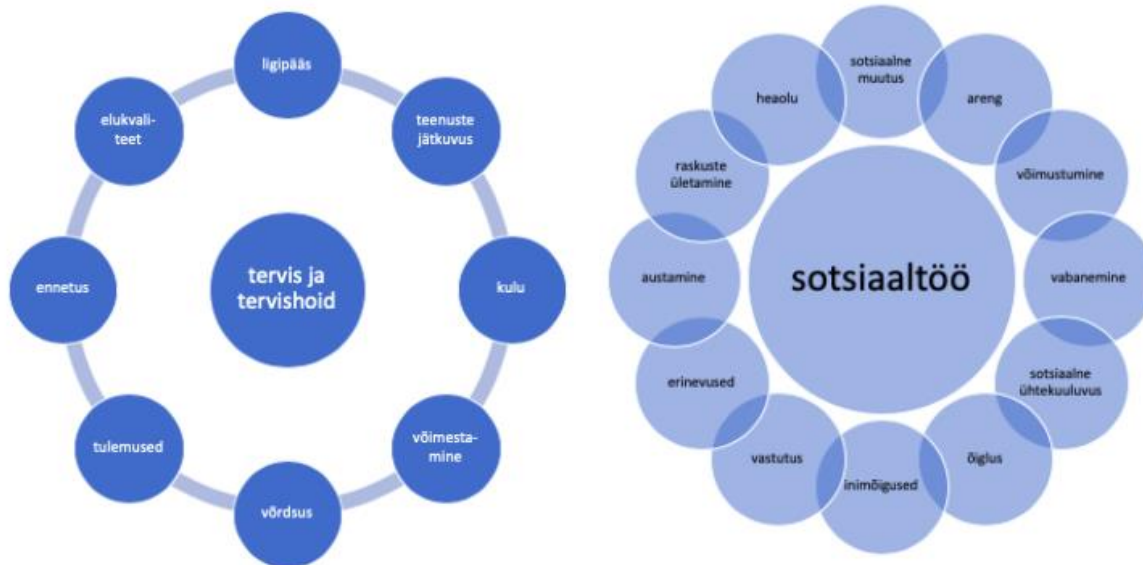 tervis ja
tervishoid
ligipääs
teenuste
jätkuvus
kulu
võimesta-
mine
võrdsus
tulemused
ennetus
elukvali-
teet
sotsiaaltöö
sotsiaalne
muutus
areng
võimustumine
vabanemine
sotsiaalne
ühtekuuluvus
õiglus
inimõigused
vastutus
erinevused
austamine
raskuste
ületamine
heaolu